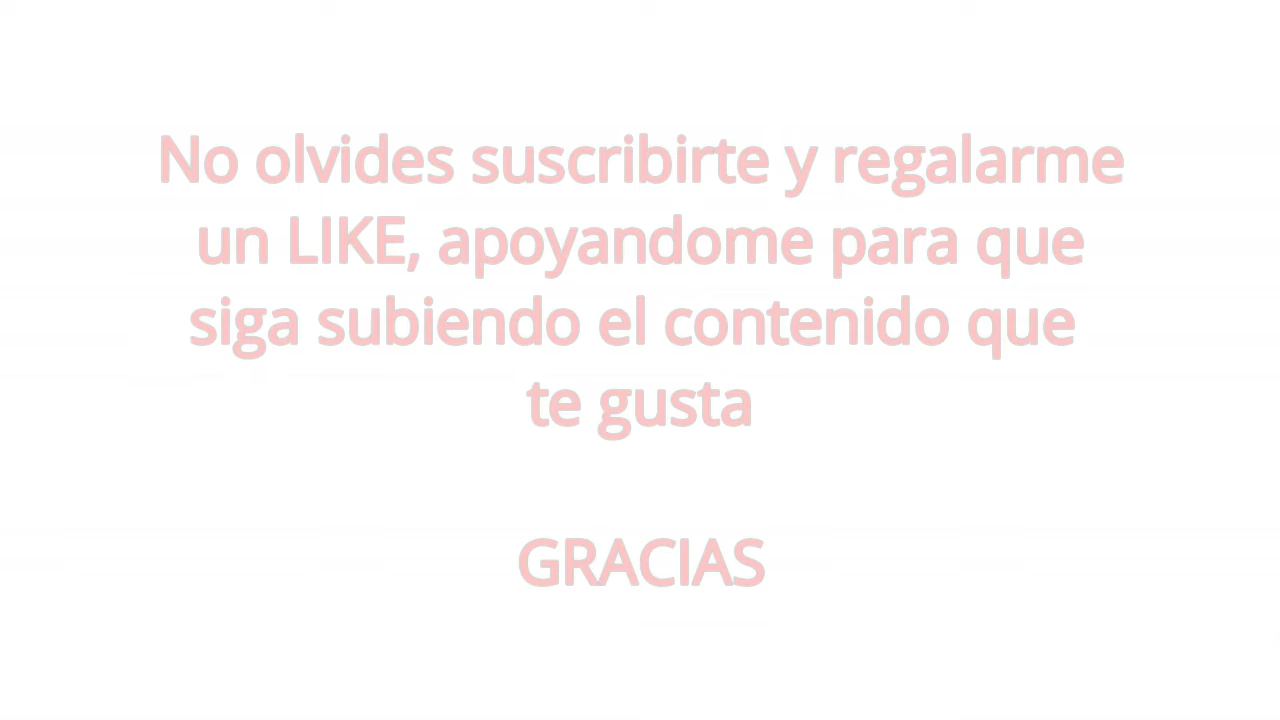 No olvides suscribirte y regalarme
un LIKE, apoyandome para que
siga subiendo el contenido que
te gusta
GRACIAS